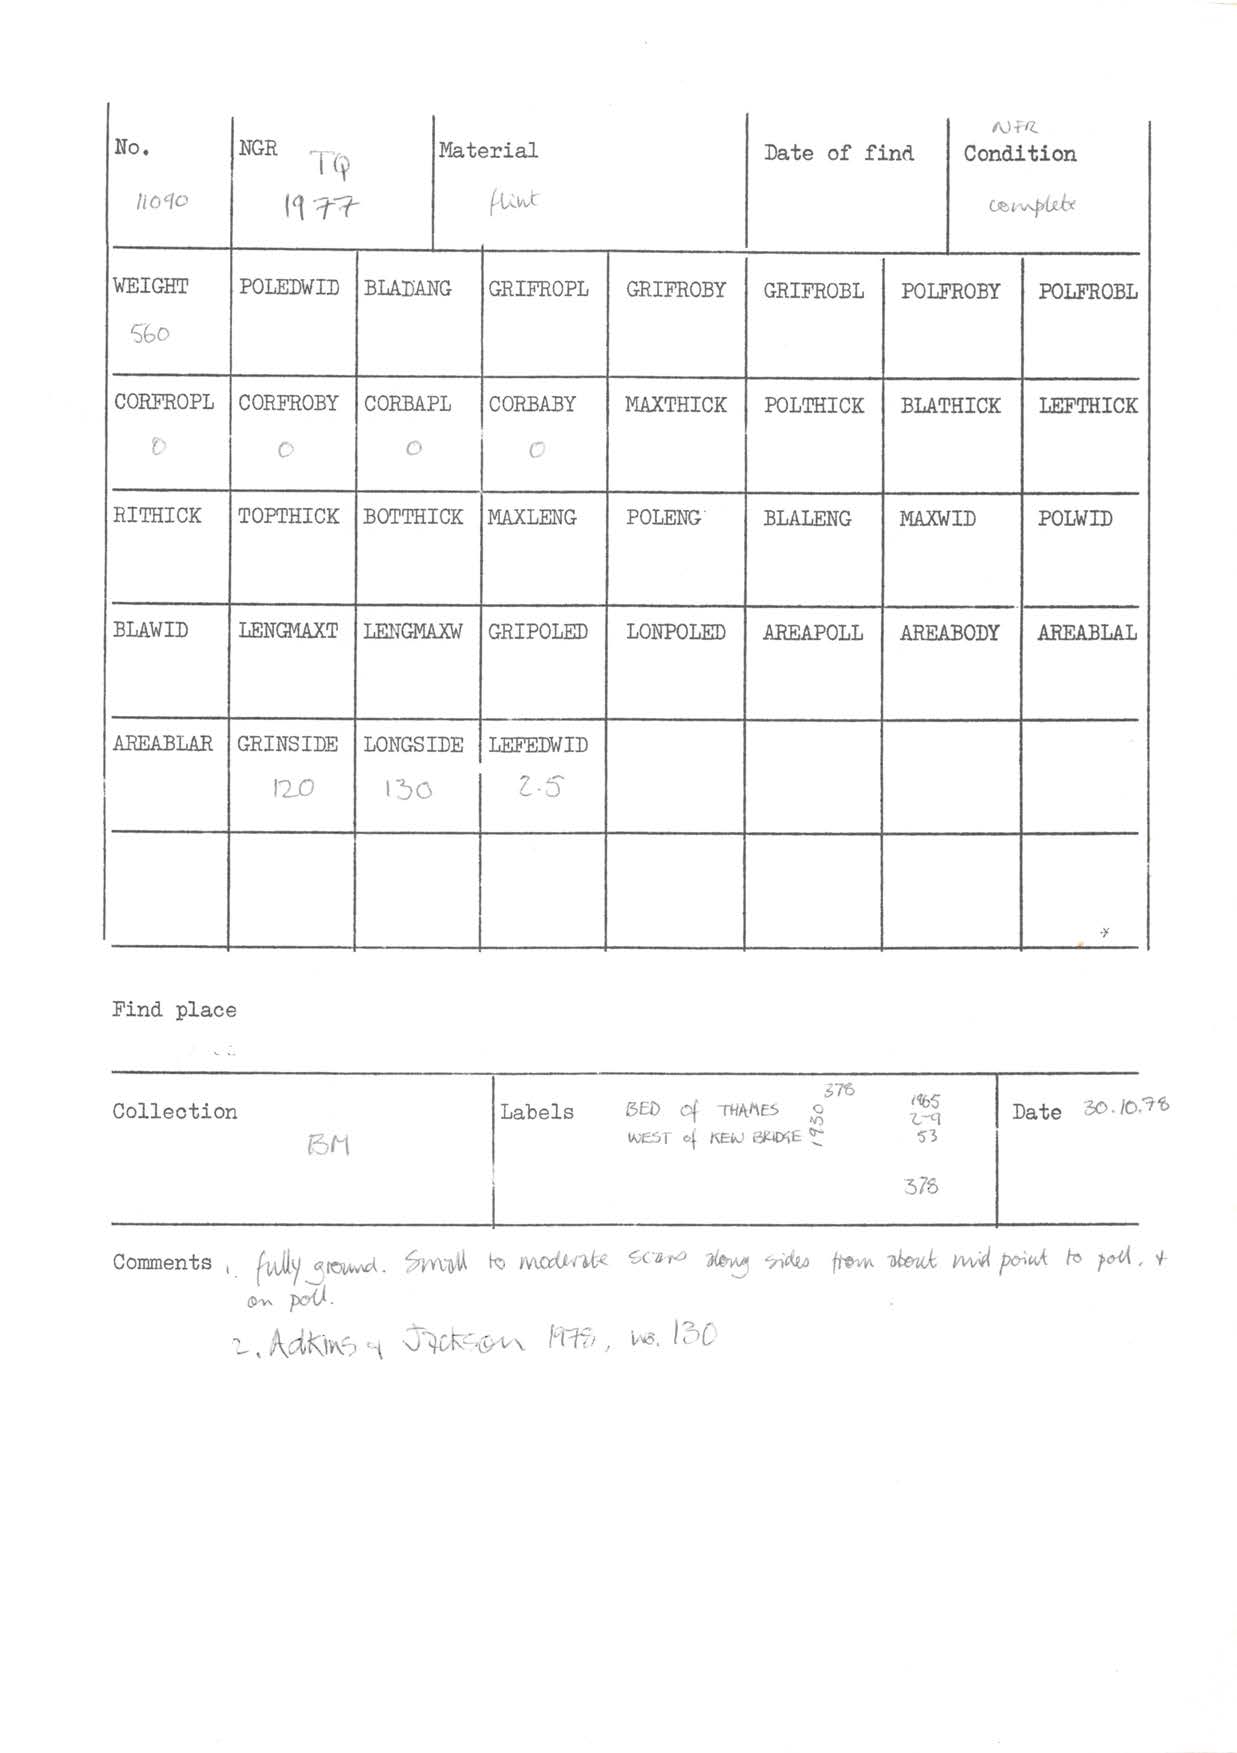 NFR
No. NGR TQ Material Date of find Condition
11090 1977 flint complete
WEIGHT POLEDWID BLADANG GRIFROPL GRIFROBY GRIFROBL POLFROBY POLFROBL
560
CORFROPL CORFROBY CORBAPL CORBABY MAXTHICK POLTHICK BLATHICK LEFTHICK
0 0 0 0
RITHICK TOPTHICK BOTTHICK MAXLENG POLENG BLALENG MAXWID POLWID
BLAWID LENGMAXT LENGMAXW GRIPOLED LONPOLED AREAPOLL AREABODY AREABLAL
AREABLAR GRINSIDE LONGSIDE LEFEDWID
120 130 2.5
Find place
Collection
BM
Labels
BED of THAMES
WEST of KEW BRIDGE
1930
378
1965
2-9
53
378
Date 30.10.78
Comments 1. fully ground. Small to moderate scars along sides from about mid point to poll, +
on poll.
2. Adkins & Jackson 1978, no. 130